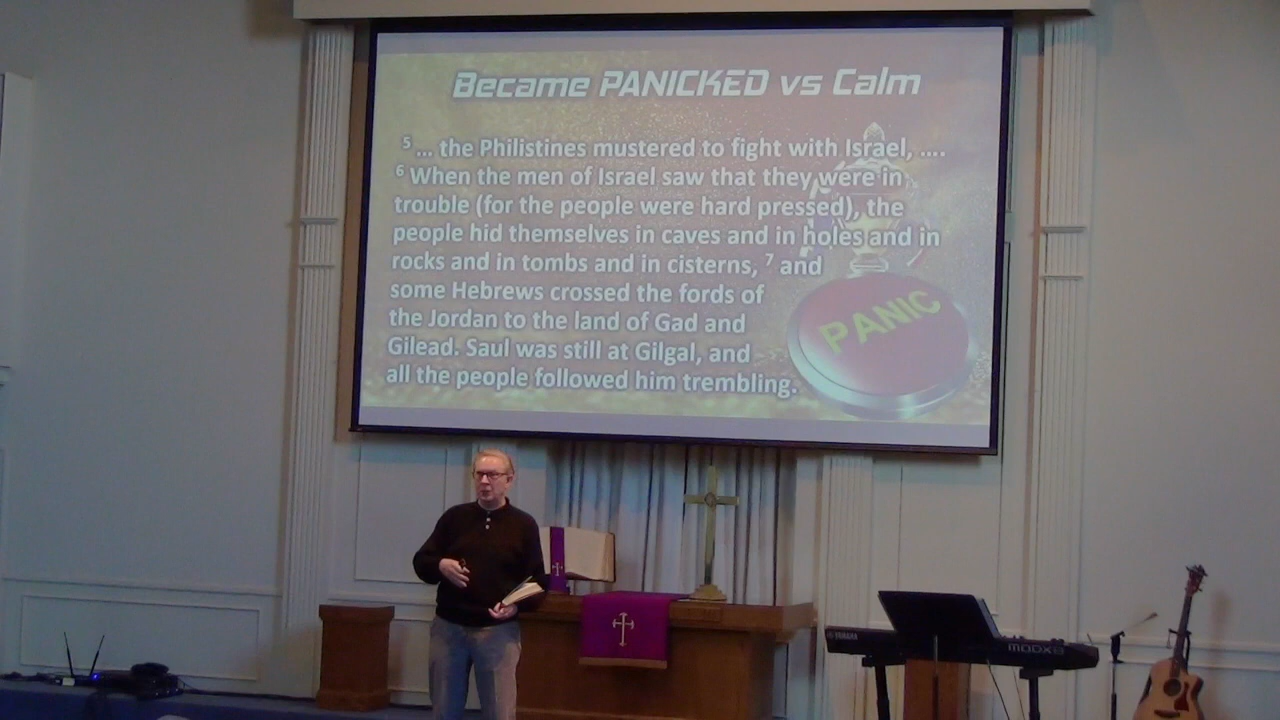 Became PANICKED vs Calm
5 ... the Philistines mustered to fight with Israel, ....
6 When the men of Israel saw that they were in
trouble (for the people were hard pressed), the
people hid themselves in caves and in holes and in
rocks and in tombs and in cisterns, 7 and
some Hebrews crossed the fords of
the Jordan to the land of Gad and
Gilead. Saul was still at Gilgal, and
all the people followed him trembling.
PANIC
YAMAHA
MODX8